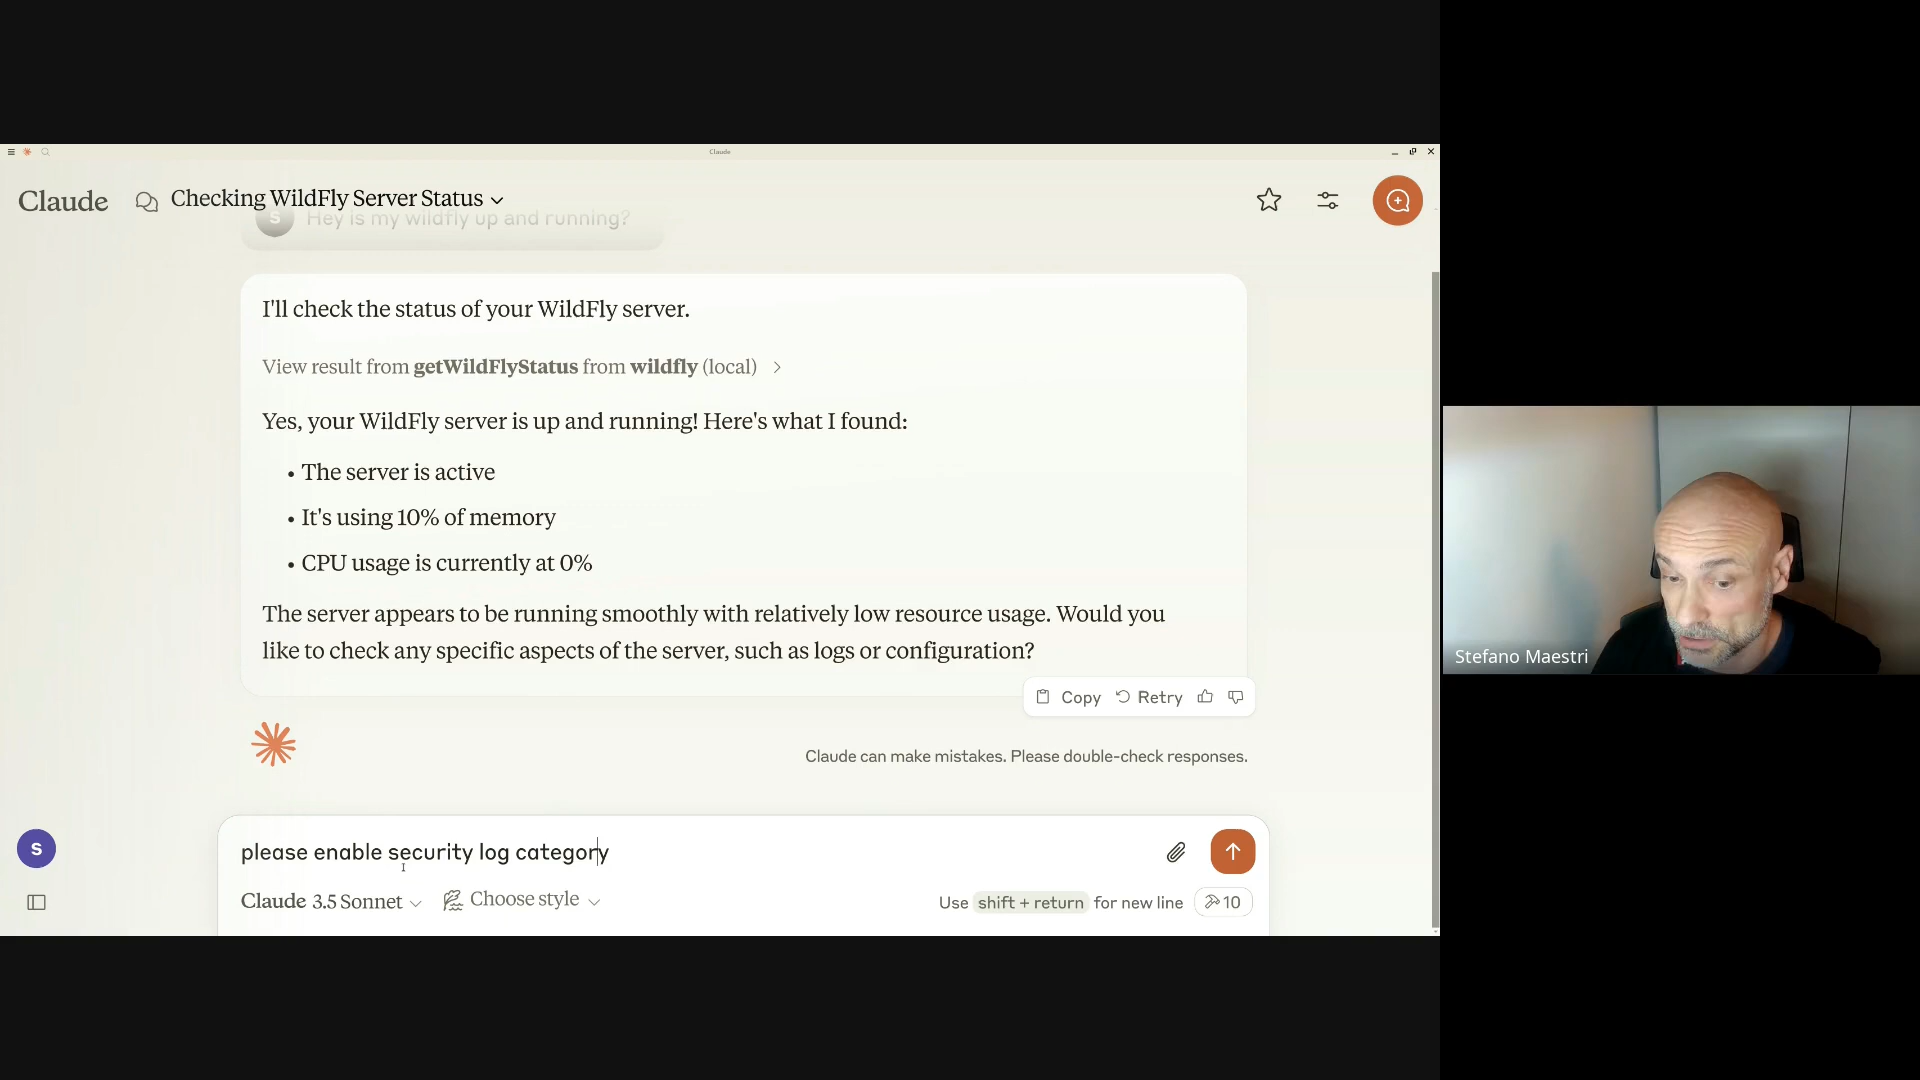 Claude
Claude
Checking WildFly Server Status
S
Hey is my wildfly up and running?
I'll check the status of your WildFly server.
View result from getWildFlyStatus from wildfly (local)
Yes, your WildFly server is up and running! Here's what I found:
• The server is active
• It's using 10% of memory
• CPU usage is currently at 0%
The server appears to be running smoothly with relatively low resource usage. Would you
like to check any specific aspects of the server, such as logs or configuration?
Copy Retry
Claude can make mistakes. Please double-check responses.
S
please enable security log category
Claude 3.5 Sonnet Choose style
Use shift + return for new line 10
Stefano Maestri